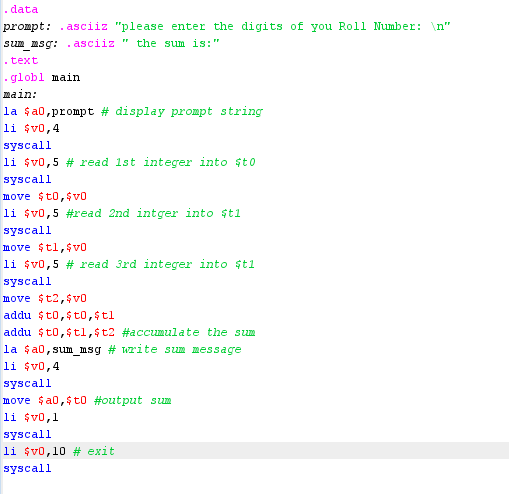 .data
prompt: .asciiz "please enter the digits of you Roll Number: \n"
sum_msg: .asciiz " the sum is:"
.text
.globl main
main:
la $a0,prompt # display prompt string
li $v0,4
syscall
li $v0,5 # read 1st integer into $t0
syscall
move $t0,$v0
li $v0,5 #read 2nd intger into $t1
syscall
move $t1,$v0
li $v0,5 # read 3rd integer into $t1
syscall
move $t2,$v0
addu $t0,$t0,$t1
addu $t0,$t1,$t2 #accumulate the sum
la $a0,sum_msg # write sum message
li $v0,4
syscall
move $a0,$t0 #output sum
li $v0,1
syscall
li $v0,10 # exit
syscall